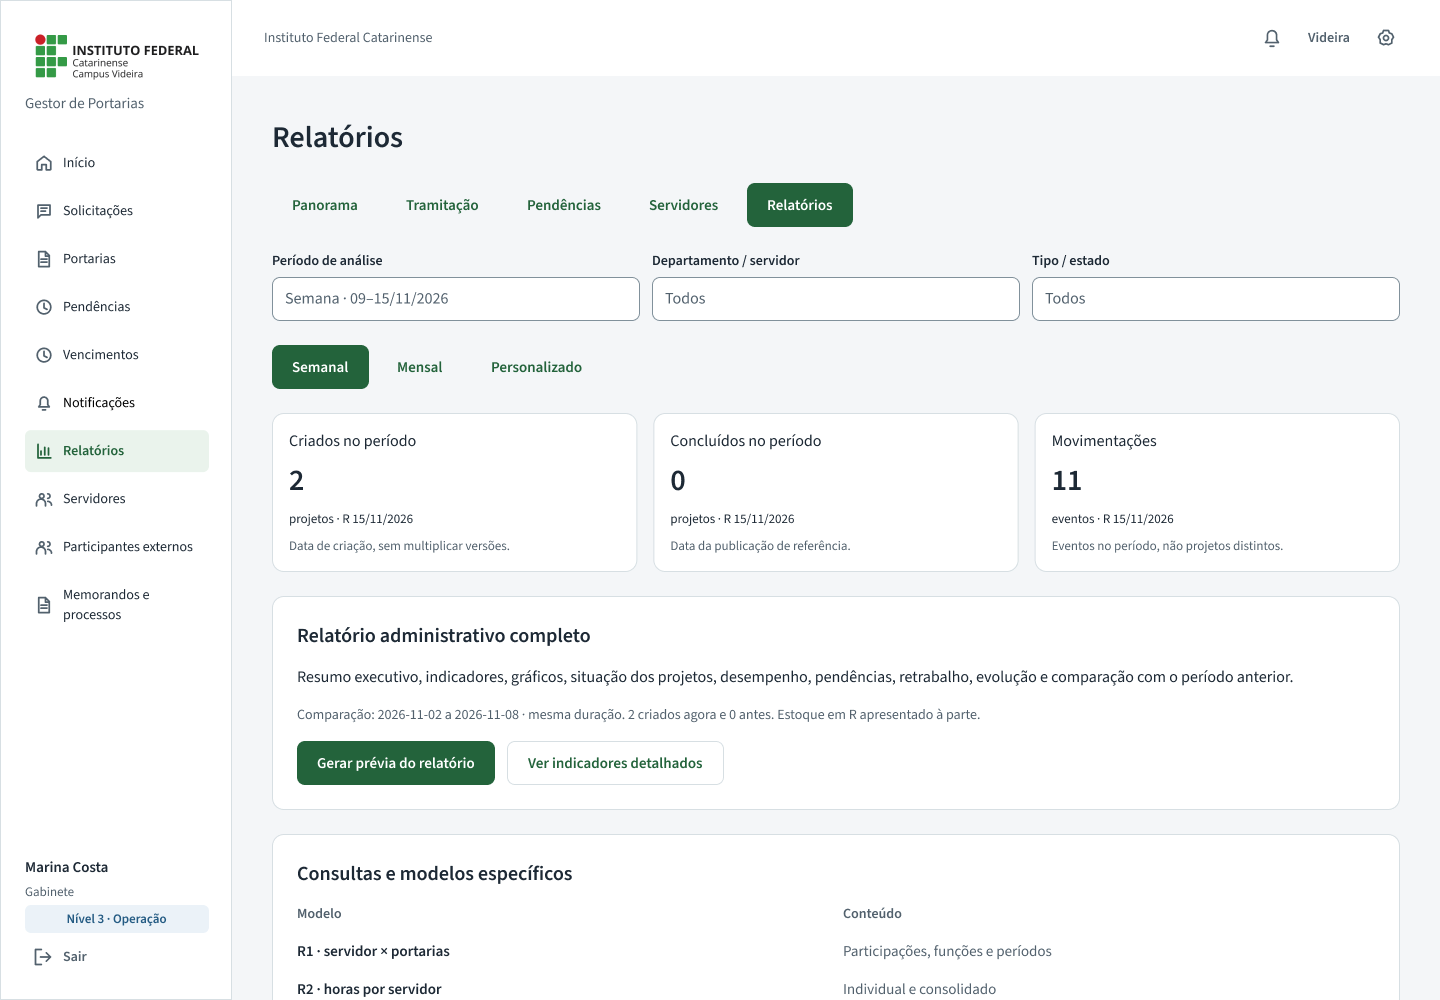 INSTITUTO FEDERAL
Catarinense
Campus Videira
Gestor de Portarias
Início
Solicitações
Portarias
Pendências
Vencimentos
Notificações
Relatórios
Servidores
Participantes externos
Memorandos e
processos
Marina Costa
Gabinete
Nível 3 · Operação
Sair
Instituto Federal Catarinense
Videira
Relatórios
Panorama Tramitação Pendências Servidores Relatórios
Período de análise Departamento / servidor Tipo / estado
Semana · 09–15/11/2026 Todos Todos
Semanal Mensal Personalizado
Criados no período
2
projetos · R 15/11/2026
Data de criação, sem multiplicar versões.
Concluídos no período
0
projetos · R 15/11/2026
Data da publicação de referência.
Movimentações
11
eventos · R 15/11/2026
Eventos no período, não projetos distintos.
Relatório administrativo completo
Resumo executivo, indicadores, gráficos, situação dos projetos, desempenho, pendências, retrabalho, evolução e comparação com o período anterior.
Comparação: 2026-11-02 a 2026-11-08 · mesma duração. 2 criados agora e 0 antes. Estoque em R apresentado à parte.
Gerar prévia do relatório Ver indicadores detalhados
Consultas e modelos específicos
Modelo Conteúdo
R1 · servidor × portarias Participações, funções e períodos
R2 · horas por servidor Individual e consolidado